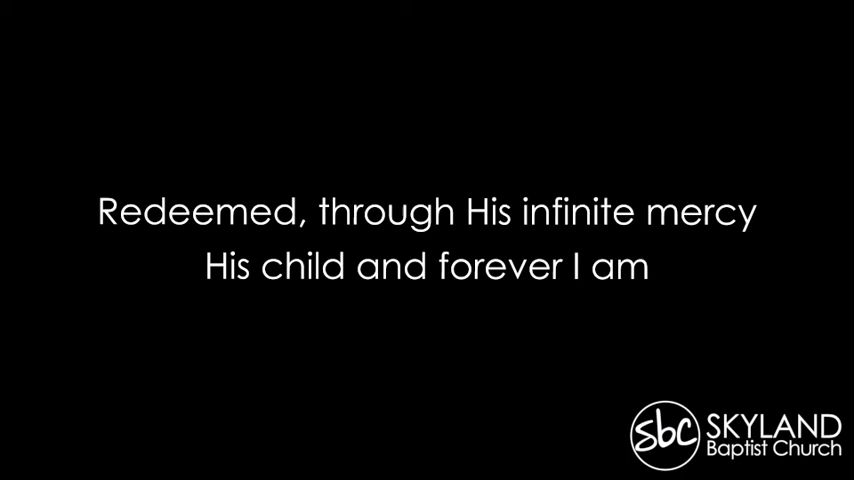 Redeemed, through His infinite mercy
His child and forever I am
sbc SKYLAND
Baptist Church